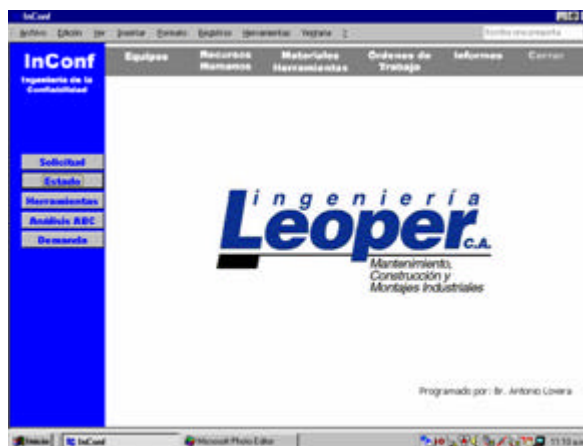 InConf
Archivo Edición Ver Insertar Formato Registros Herramientas Ventana ?
InConf
Ingeniería de la
Confiabilidad
Equipos
Recursos
Humanos
Materiales
Herramientas
Órdenes de
Trabajo
Informes
Cerrar
Solicitud
Estado
Herramientas
Análisis ABC
Demanda
ingeniería
Leoper C.A.
Mantenimiento,
Construcción y
Montajes Industriales
Programado por: Br. Antonio Lovera
Inicio
InConf
Microsoft Photo Editor